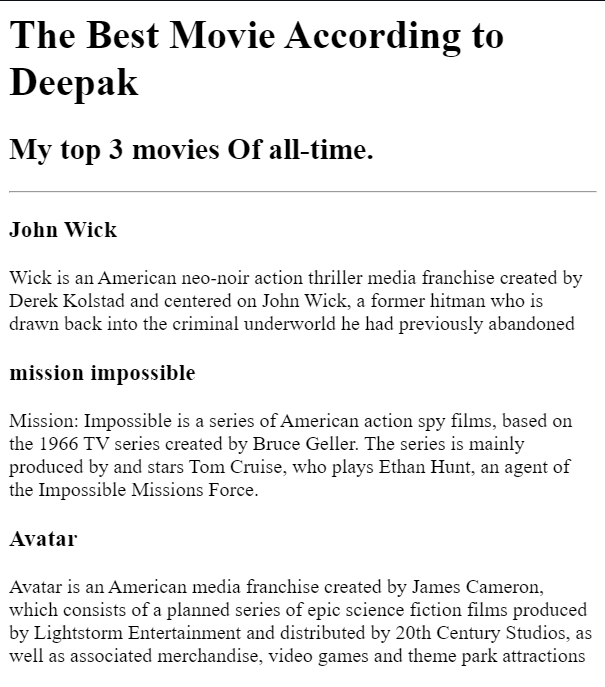 The Best Movie According to
Deepak
My top 3 movies Of all-time.
John Wick
Wick is an American neo-noir action thriller media franchise created by
Derek Kolstad and centered on John Wick, a former hitman who is
drawn back into the criminal underworld he had previously abandoned
mission impossible
Mission: Impossible is a series of American action spy films, based on
the 1966 TV series created by Bruce Geller. The series is mainly
produced by and stars Tom Cruise, who plays Ethan Hunt, an agent of
the Impossible Missions Force.
Avatar
Avatar is an American media franchise created by James Cameron,
which consists of a planned series of epic science fiction films produced
by Lightstorm Entertainment and distributed by 20th Century Studios, as
well as associated merchandise, video games and theme park attractions